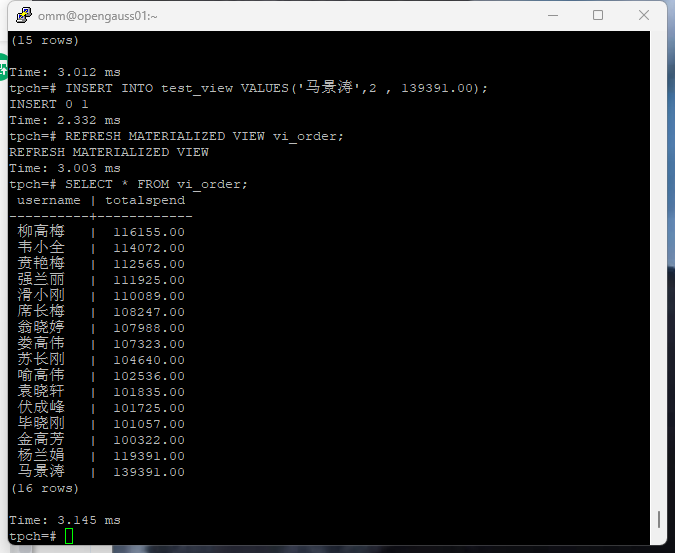 omm@opengauss01:~
(15 rows)
Time: 3.012 ms
tpch=# INSERT INTO test_view VALUES('马景涛',2 , 139391.00);
INSERT 0 1
Time: 2.332 ms
tpch=# REFRESH MATERIALIZED VIEW vi_order;
REFRESH MATERIALIZED VIEW
Time: 3.003 ms
tpch=# SELECT * FROM vi_order;
 username | totalspend
----------+------------
 柳高梅   |  116155.00
 韦小全   |  114072.00
 贲艳梅   |  112565.00
 强兰丽   |  111925.00
 滑小刚   |  110089.00
 席长梅   |  108247.00
 翁晓婷   |  107988.00
 娄高伟   |  107323.00
 苏长刚   |  104640.00
 喻高伟   |  102536.00
 袁晓轩   |  101835.00
 伏成峰   |  101725.00
 毕晓刚   |  101057.00
 金高芳   |  100322.00
 杨兰娟   |  119391.00
 马景涛   |  139391.00
(16 rows)
Time: 3.145 ms
tpch=#